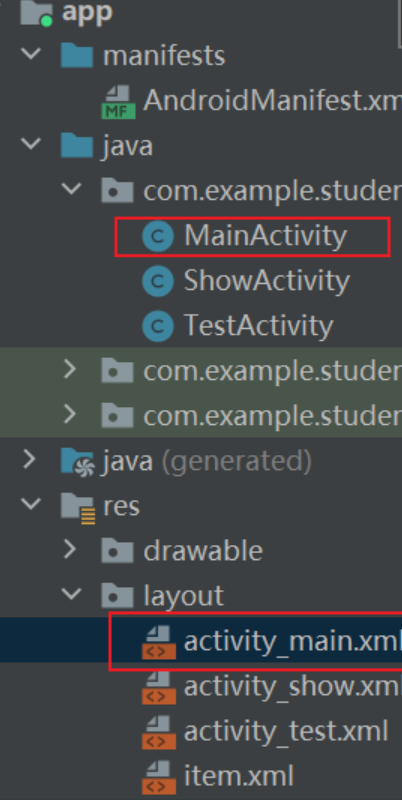 app
manifests
MF AndroidManifest.xm
java
com.example.studer
C MainActivity
C ShowActivity
C TestActivity
com.example.studer
com.example.studer
java (generated)
res
drawable
layout
<> activity_main.xml
<> activity_show.xml
<> activity_test.xml
<> item.xml